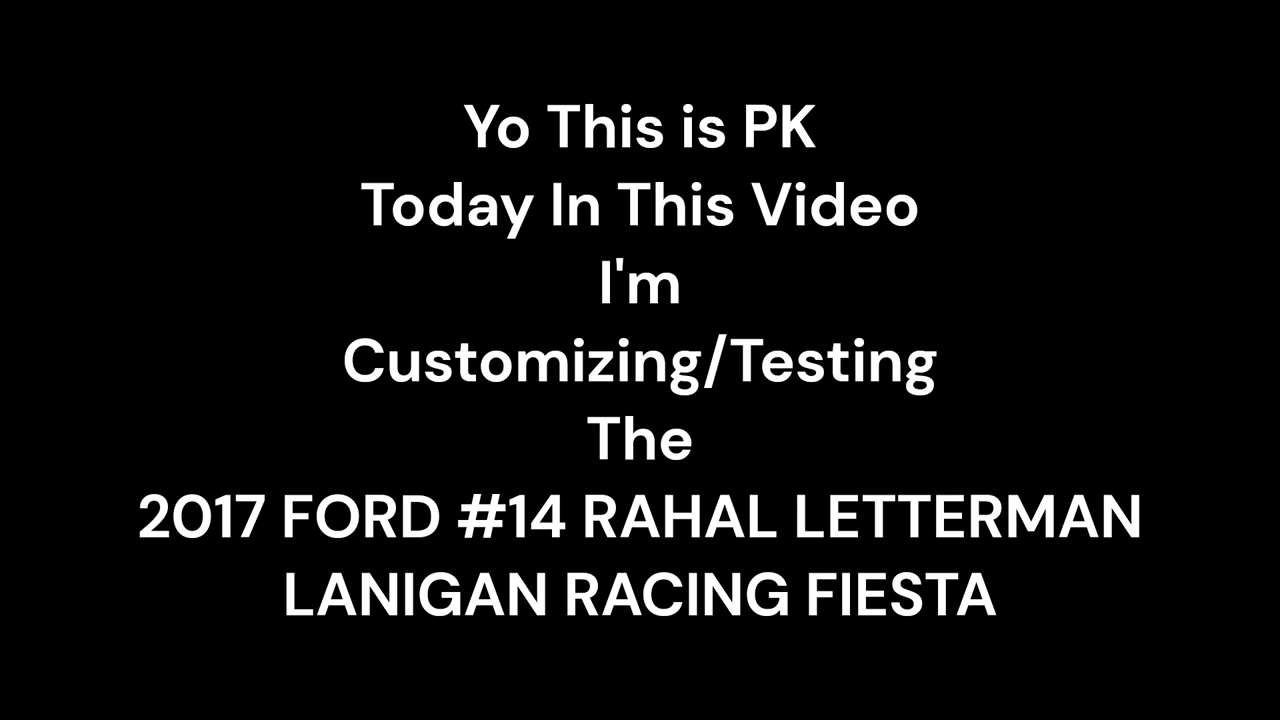 Yo This is PK
Today In This Video
I'm
Customizing/Testing
The
2017 FORD #14 RAHAL LETTERMAN
LANIGAN RACING FIESTA